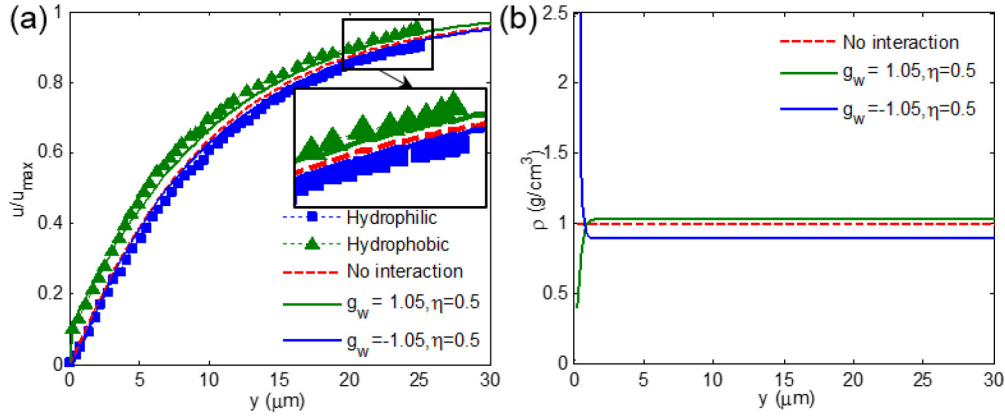 (a)
u/u_max
1
0.8
0.6
0.4
0.2
0
0 5 10 15 20 25 30
y (μm)
Hydrophilic
Hydrophobic
No interaction
g_w = 1.05, η=0.5
g_w =-1.05, η=0.5
(b)
ρ (g/cm³)
2.5
2
1.5
1
0.5
0
0 5 10 15 20 25 30
y (μm)
No interaction
g_w = 1.05, η=0.5
g_w =-1.05, η=0.5